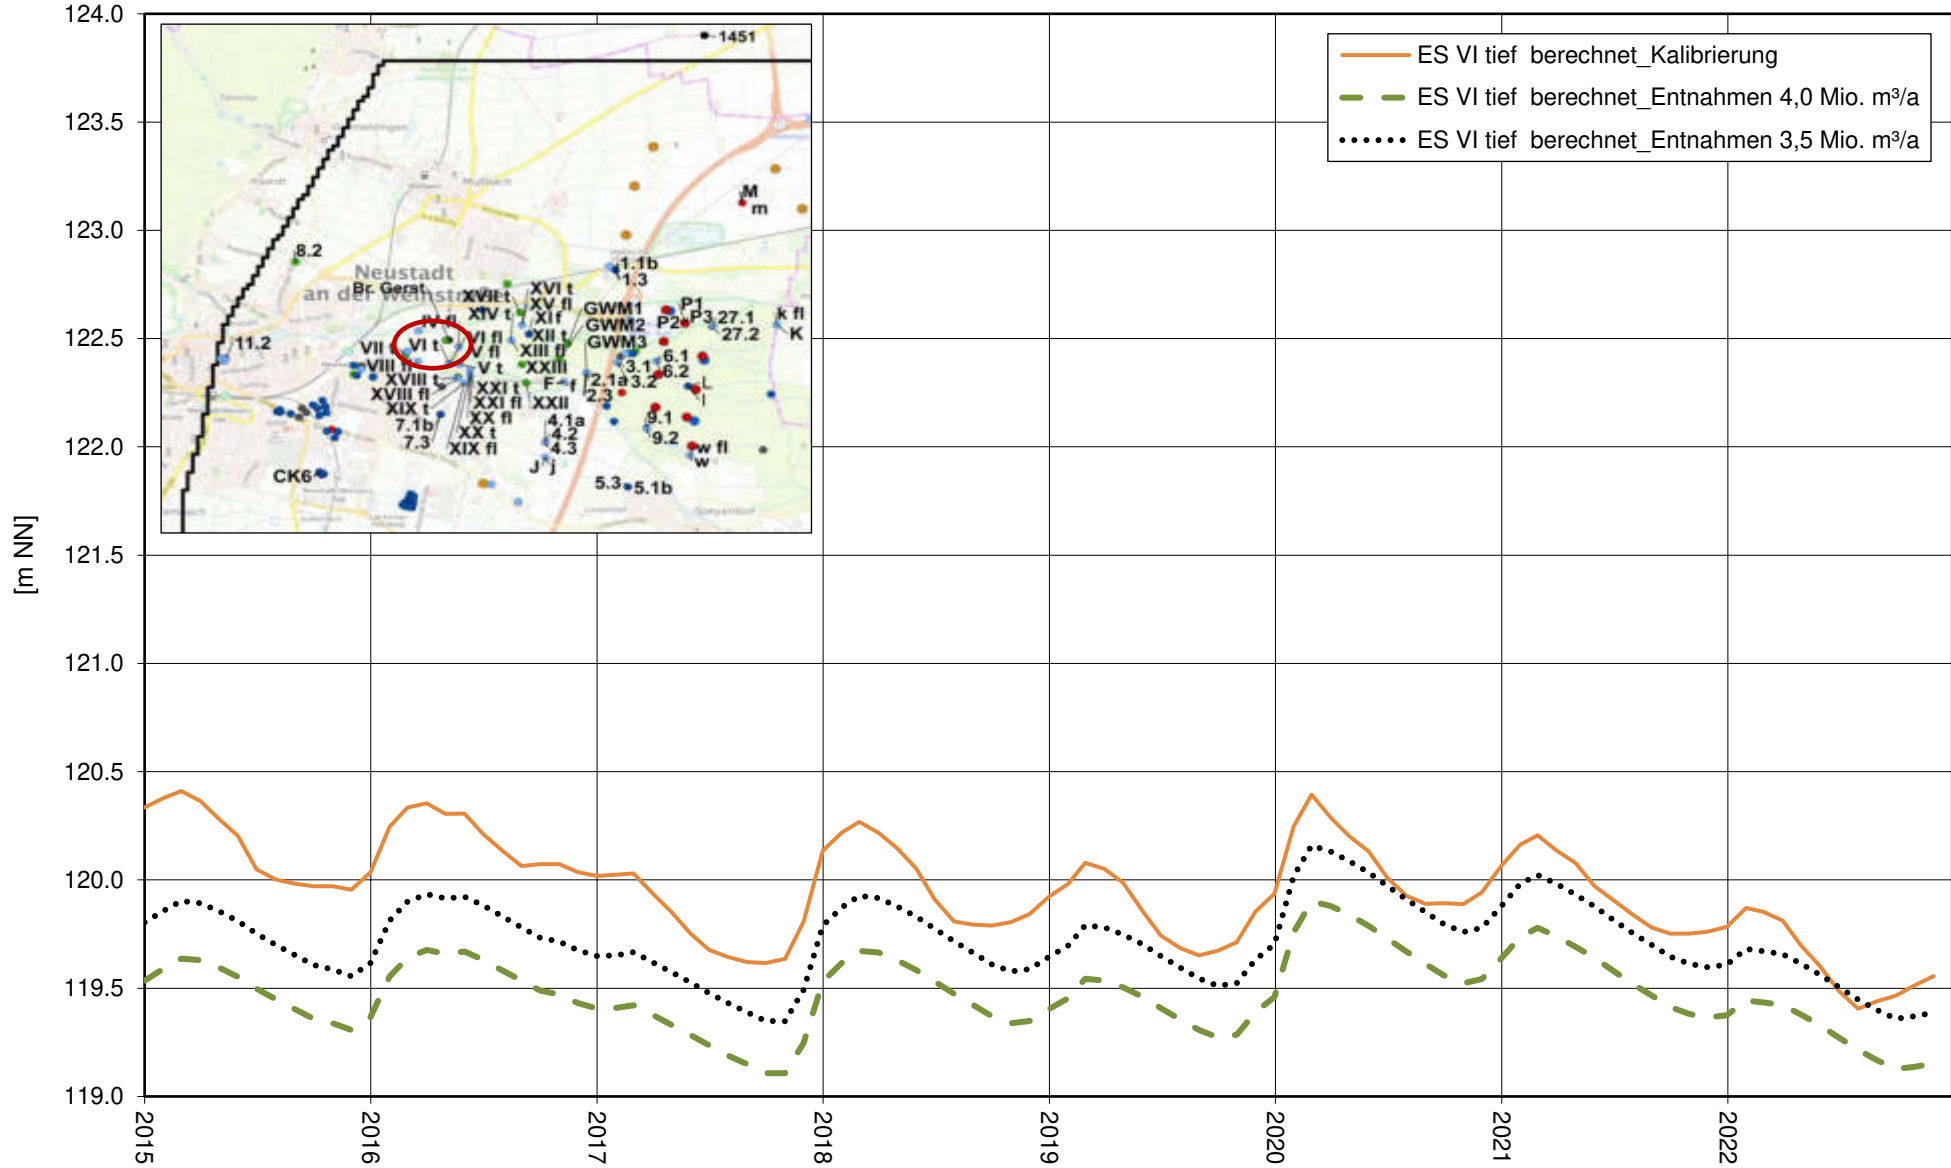 124.0
123.5
123.0
122.5
122.0
121.5
121.0
120.5
120.0
119.5
119.0
[m NN]
2015
2016
2017
2018
2019
2020
2021
2022
ES VI tief berechnet_Kalibrierung
ES VI tief berechnet_Entnahmen 4,0 Mio. m³/a
ES VI tief berechnet_Entnahmen 3,5 Mio. m³/a
1451
M
m
8.2
Neustadt
an der Weinstraße
Br. Gerst.
1.1b
1.3
XVII t
XVI t
XIV t
XV fl
XI f
XII t
XIII fl
XXIII
GWM1
GWM2
GWM3
P1
P2
P3
27.1
27.2
k fl
K
11.2
IV fl
VI t
VI fl
V fl
V t
VII t
VIII fl
XVIII t
XVIII fl
XIX t
XXI t
XXI fl
XX fl
XX t
XIX fl
XXII
F
f
7.1b
7.3
2.1a
2.3
3.1
3.2
6.1
6.2
L
l
4.1a
4.2
4.3
J
j
9.1
9.2
w fl
w
5.3
5.1b
CK6
Mußbach